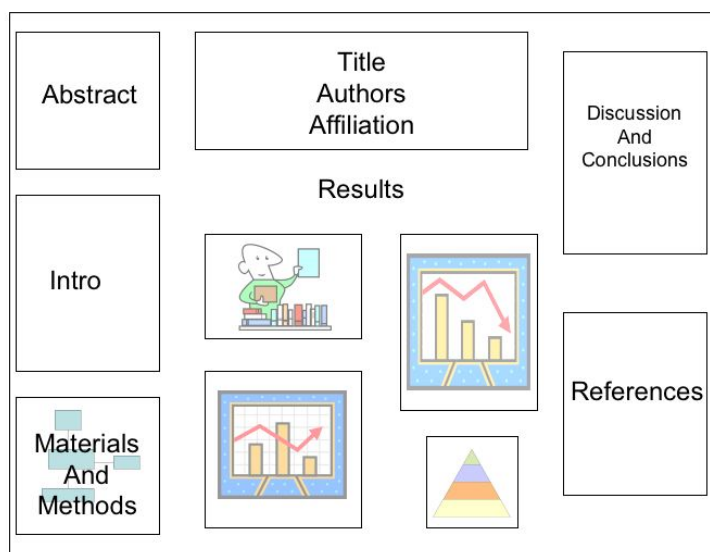 Abstract
Title
Authors
Affiliation
Discussion
And
Conclusions
Results
Intro
References
Materials
And
Methods